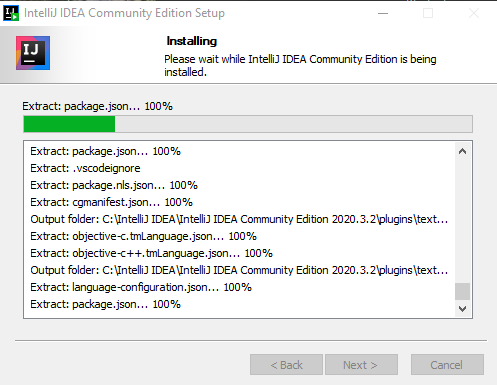 IntelliJ IDEA Community Edition Setup
IJ
Installing
Please wait while IntelliJ IDEA Community Edition is being
installed.
Extract: package.json... 100%
Extract: package.json... 100%
Extract: .vscodeignore
Extract: package.nls.json... 100%
Extract: cgmanifest.json... 100%
Output folder: C:\IntelliJ IDEA\IntelliJ IDEA Community Edition 2020.3.2\plugins\text...
Extract: objective-c.tmLanguage.json... 100%
Extract: objective-c++.tmLanguage.json... 100%
Output folder: C:\IntelliJ IDEA\IntelliJ IDEA Community Edition 2020.3.2\plugins\text...
Extract: language-configuration.json... 100%
Extract: package.json... 100%
< Back
Next >
Cancel